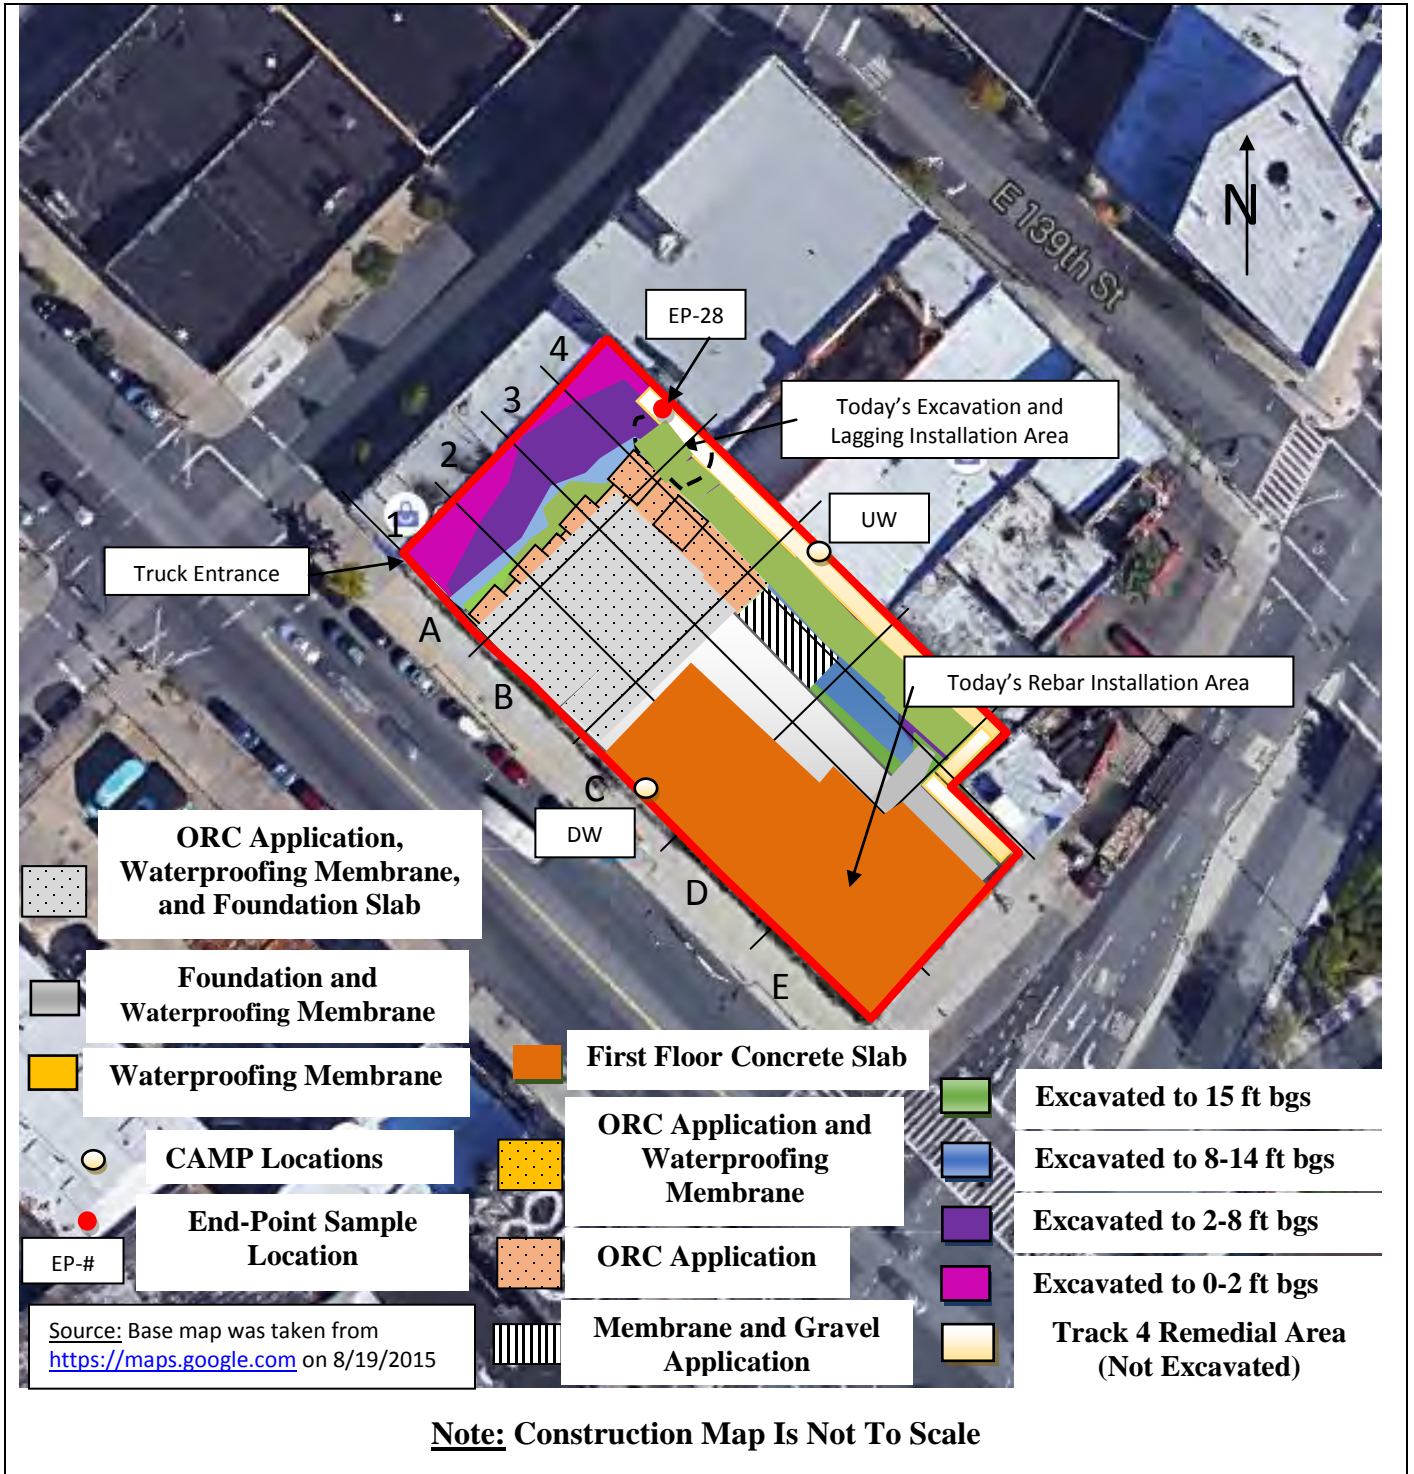 E 139th St
N
EP-28
4
Today's Excavation and
Lagging Installation Area
3
2
UW
1
Truck Entrance
A
Today's Rebar Installation Area
B
C
DW
D
E
ORC Application,
Waterproofing Membrane,
and Foundation Slab
Foundation and
Waterproofing Membrane
Waterproofing Membrane
CAMP Locations
End-Point Sample
Location
EP-#
First Floor Concrete Slab
ORC Application and
Waterproofing
Membrane
ORC Application
Membrane and Gravel
Application
Excavated to 15 ft bgs
Excavated to 8-14 ft bgs
Excavated to 2-8 ft bgs
Excavated to 0-2 ft bgs
Track 4 Remedial Area
(Not Excavated)
Source: Base map was taken from
https://maps.google.com on 8/19/2015
Note: Construction Map Is Not To Scale